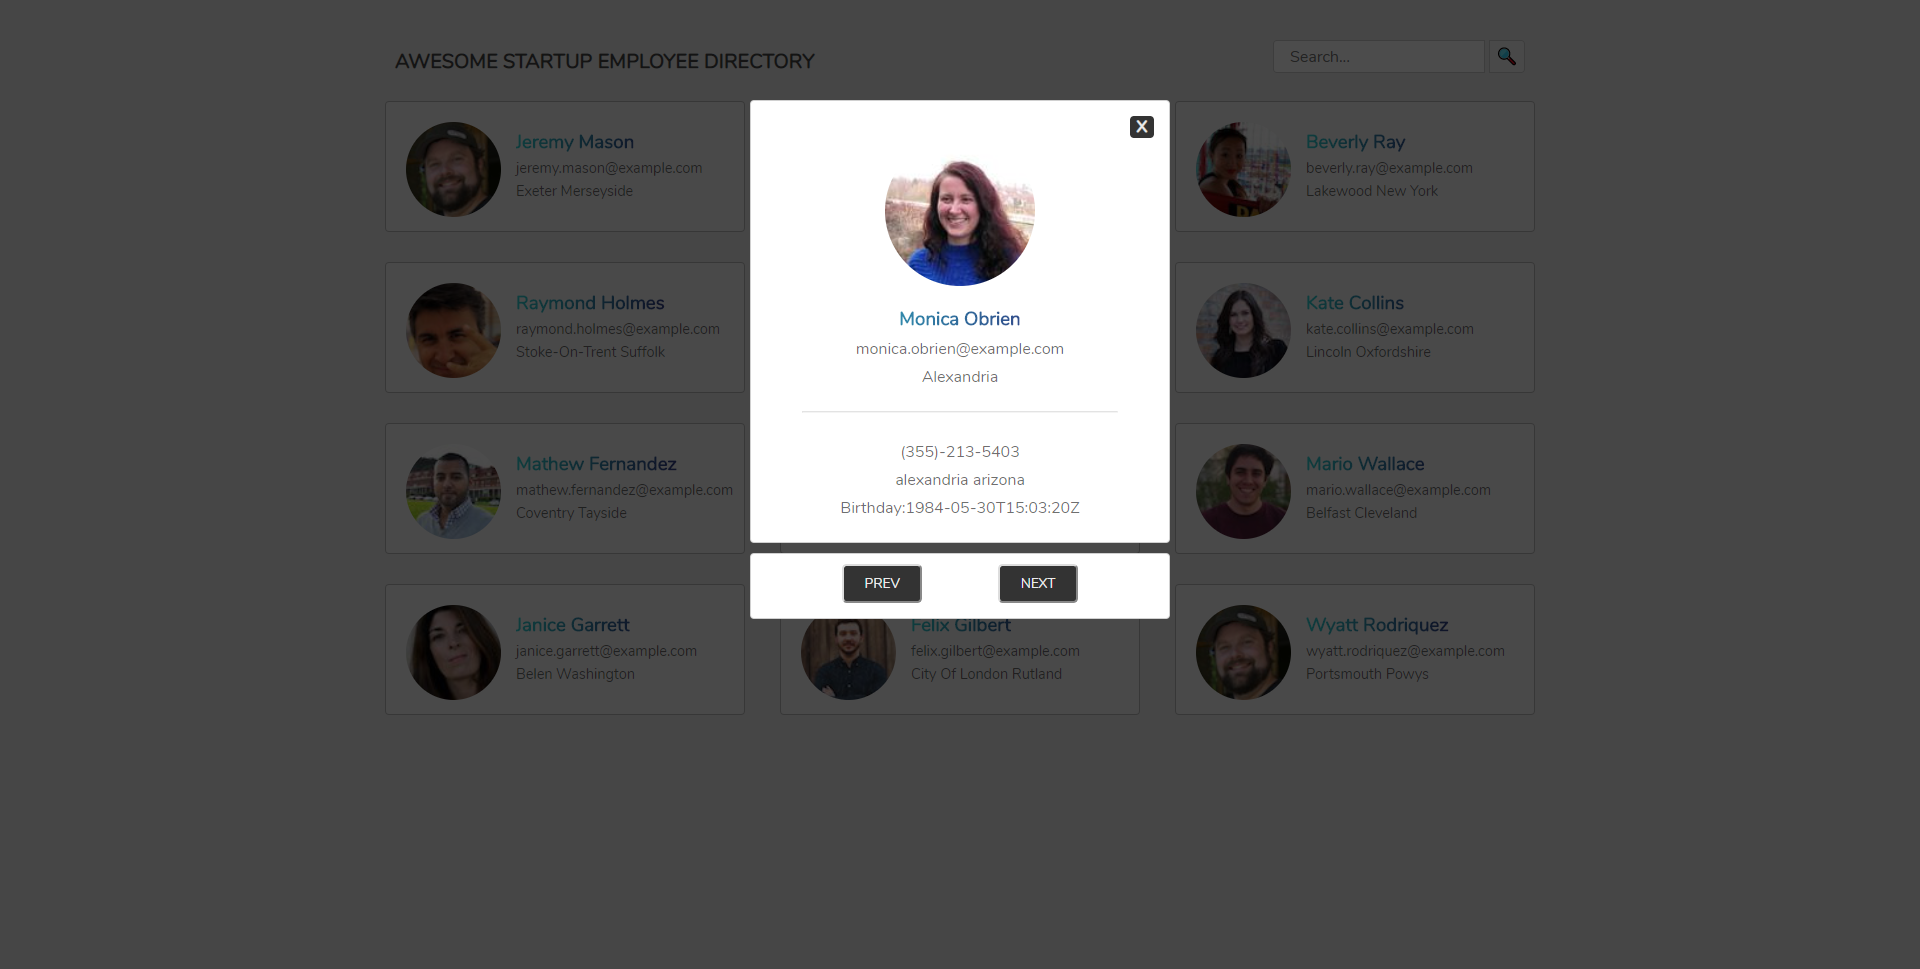 AWESOME STARTUP EMPLOYEE DIRECTORY
Search...
Jeremy Mason
jeremy.mason@example.com
Exeter Merseyside
X
Monica Obrien
monica.obrien@example.com
Alexandria
(355)-213-5403
alexandria arizona
Birthday:1984-05-30T15:03:20Z
PREV
NEXT
Beverly Ray
beverly.ray@example.com
Lakewood New York
Raymond Holmes
raymond.holmes@example.com
Stoke-On-Trent Suffolk
Kate Collins
kate.collins@example.com
Lincoln Oxfordshire
Mathew Fernandez
mathew.fernandez@example.com
Coventry Tayside
Mario Wallace
mario.wallace@example.com
Belfast Cleveland
Janice Garrett
janice.garrett@example.com
Belen Washington
Felix Gilbert
felix.gilbert@example.com
City Of London Rutland
Wyatt Rodriquez
wyatt.rodriquez@example.com
Portsmouth Powys